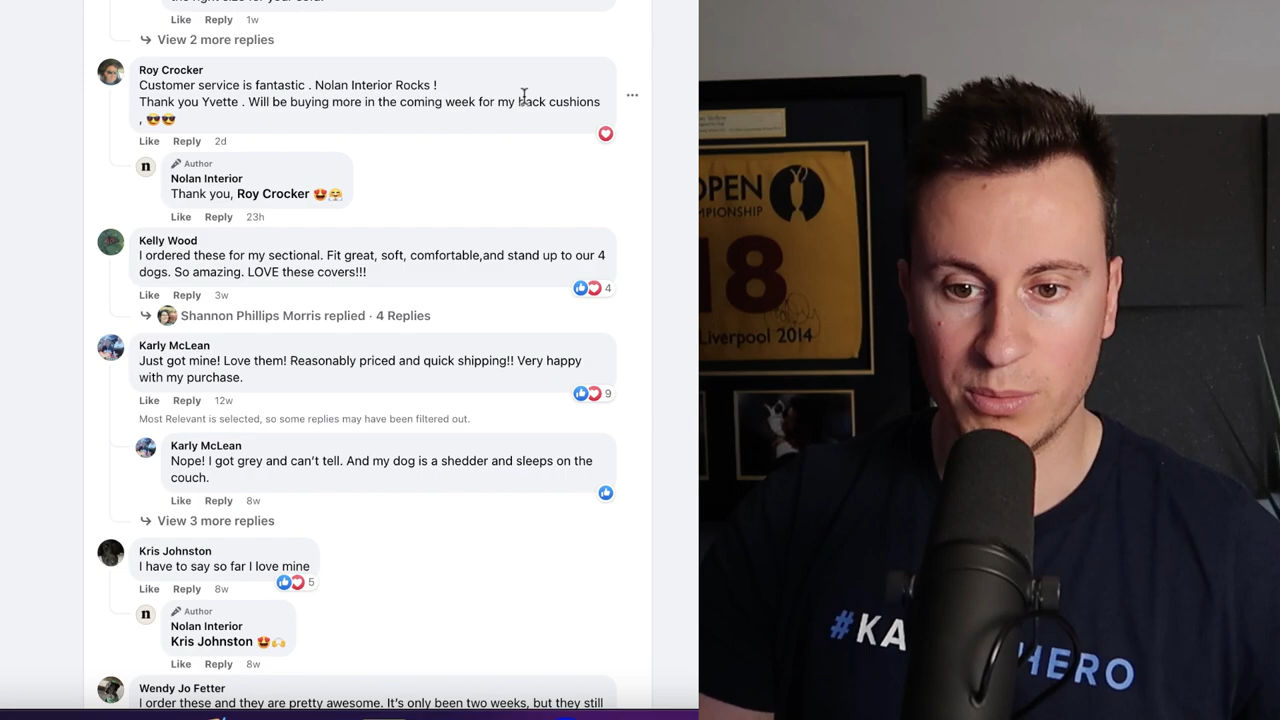 Like Reply 1w
View 2 more replies
Roy Crocker
Customer service is fantastic . Nolan Interior Rocks !
Thank you Yvette . Will be buying more in the coming week for my back cushions
, 😎😎
Like Reply 2d
n
Author
Nolan Interior
Thank you, Roy Crocker 😍🤗
Like Reply 23h
Kelly Wood
I ordered these for my sectional. Fit great, soft, comfortable,and stand up to our 4
dogs. So amazing. LOVE these covers!!!
4
Like Reply 3w
Shannon Phillips Morris replied · 4 Replies
Karly McLean
Just got mine! Love them! Reasonably priced and quick shipping!! Very happy
with my purchase.
9
Like Reply 12w
Most Relevant is selected, so some replies may have been filtered out.
Karly McLean
Nope! I got grey and can't tell. And my dog is a shedder and sleeps on the
couch.
Like Reply 8w
View 3 more replies
Kris Johnston
I have to say so far I love mine
5
Like Reply 8w
n
Author
Nolan Interior
Kris Johnston 😍🙌
Like Reply 8w
Wendy Jo Fetter
I order these and they are pretty awesome. It's only been two weeks, but they still
OPEN
MPIONSHIP
18
Liverpool 2014
#KA HERO